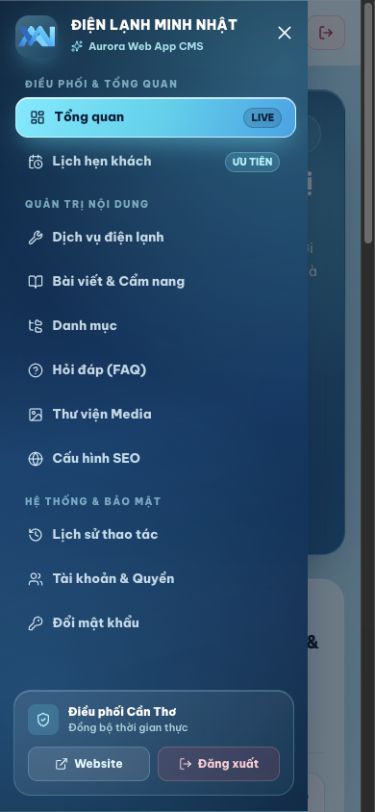 ĐIỆN LẠNH MINH NHẬT
Aurora Web App CMS
ĐIỀU PHỐI & TỔNG QUAN
Tổng quan
LIVE
Lịch hẹn khách
ƯU TIÊN
QUẢN TRỊ NỘI DUNG
Dịch vụ điện lạnh
Bài viết & Cẩm nang
Danh mục
Hỏi đáp (FAQ)
Thư viện Media
Cấu hình SEO
HỆ THỐNG & BẢO MẬT
Lịch sử thao tác
Tài khoản & Quyền
Đổi mật khẩu
&
Điều phối Cần Thơ
Đồng bộ thời gian thực
Website
Đăng xuất